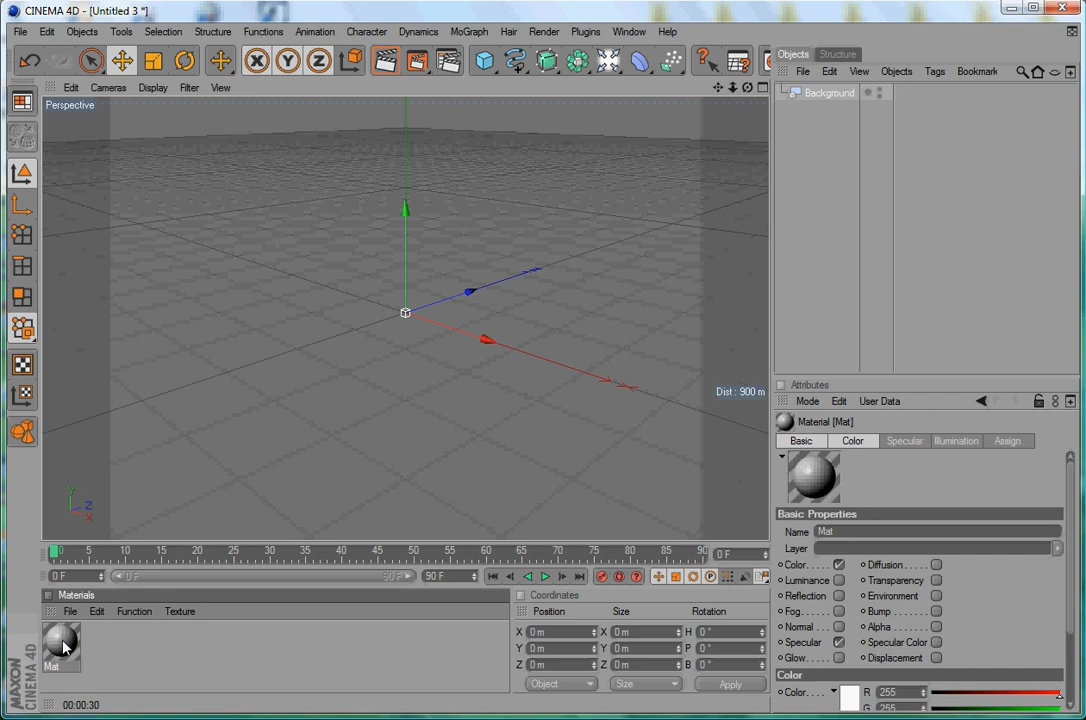 CINEMA 4D - [Untitled 3 *]
File Edit Objects Tools Selection Structure Functions Animation Character Dynamics MoGraph Hair Render Plugins Window Help
Objects Structure
File Edit View Objects Tags Bookmark
Background
Edit Cameras Display Filter View
Perspective
Dist : 900 m
Y
Z
X
Attributes
Mode Edit User Data
Material [Mat]
Basic Color Specular Illumination Assign
Basic Properties
Name Mat
Layer
Color. . . . Diffusion . . . . .
Luminance Transparency
Reflection Environment
Fog. . . . . Bump . . . . . . .
Normal . . . Alpha . . . . . . .
Specular Specular Color
Glow. . . . . Displacement
Color
Color. . . . R 255
G 255
0 5 10 15 20 25 30 35 40 45 50 55 60 65 70 75 80 85 90 0 F
0 F 0 F 90 F 90 F
Materials
File Edit Function Texture
Mat
Coordinates
Position Size Rotation
X 0 m X 0 m H 0 °
Y 0 m Y 0 m P 0 °
Z 0 m Z 0 m B 0 °
Object Size Apply
MAXON
CINEMA 4D
00:00:30